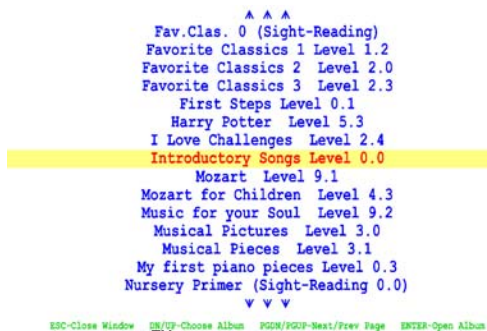 Fav.Clas. 0 (Sight-Reading)
Favorite Classics 1 Level 1.2
Favorite Classics 2 Level 2.0
Favorite Classics 3 Level 2.3
First Steps Level 0.1
Harry Potter Level 5.3
I Love Challenges Level 2.4
Introductory Songs Level 0.0
Mozart Level 9.1
Mozart for Children Level 4.3
Music for your Soul Level 9.2
Musical Pictures Level 3.0
Musical Pieces Level 3.1
My first piano pieces Level 0.3
Nursery Primer (Sight-Reading 0.0)
ESC-Close Window DN/UP-Choose Album PGDN/PGUP-Next/Prev Page ENTER-Open Album